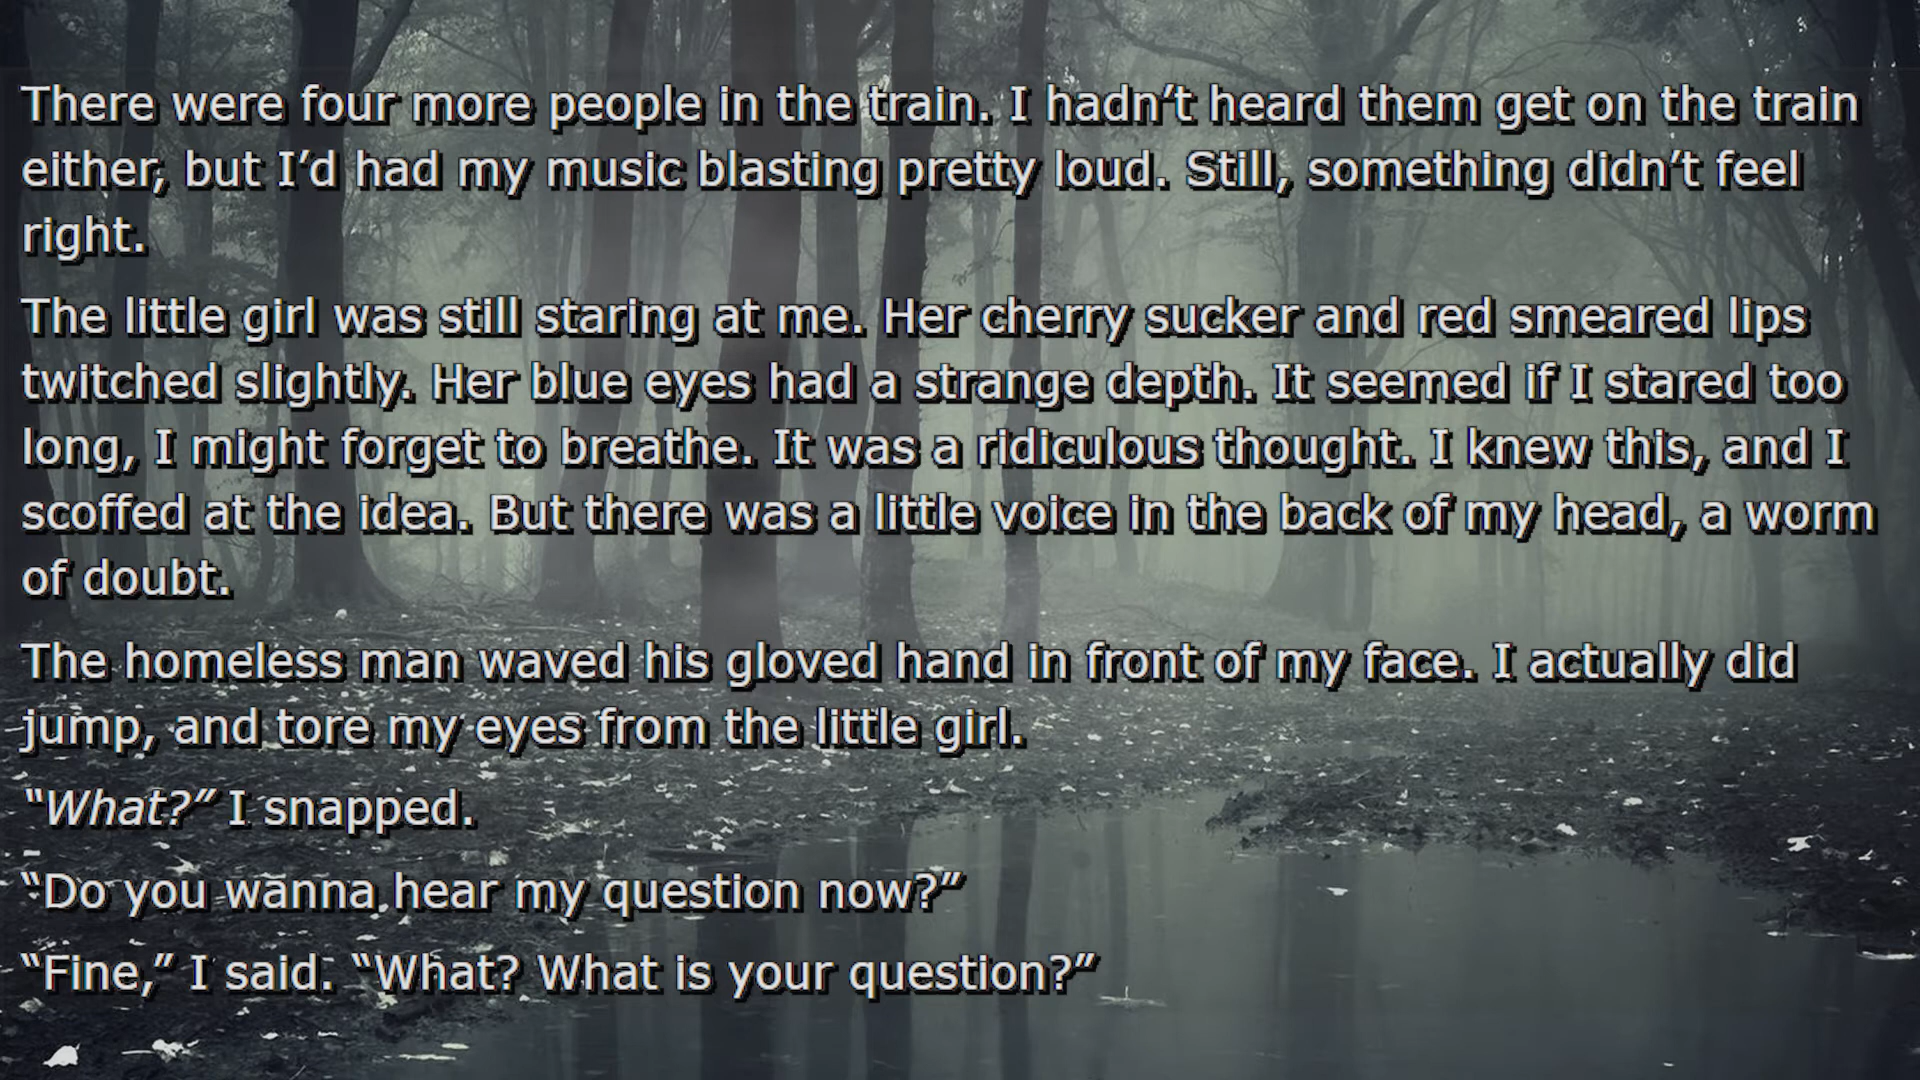 There were four more people in the train. I hadn’t heard them get on the train
either, but I’d had my music blasting pretty loud. Still, something didn’t feel
right.
The little girl was still staring at me. Her cherry sucker and red smeared lips
twitched slightly. Her blue eyes had a strange depth. It seemed if I stared too
long, I might forget to breathe. It was a ridiculous thought. I knew this, and I
scoffed at the idea. But there was a little voice in the back of my head, a worm
of doubt.
The homeless man waved his gloved hand in front of my face. I actually did
jump, and tore my eyes from the little girl.
“What?” I snapped.
“Do you wanna hear my question now?”
“Fine,” I said. “What? What is your question?”